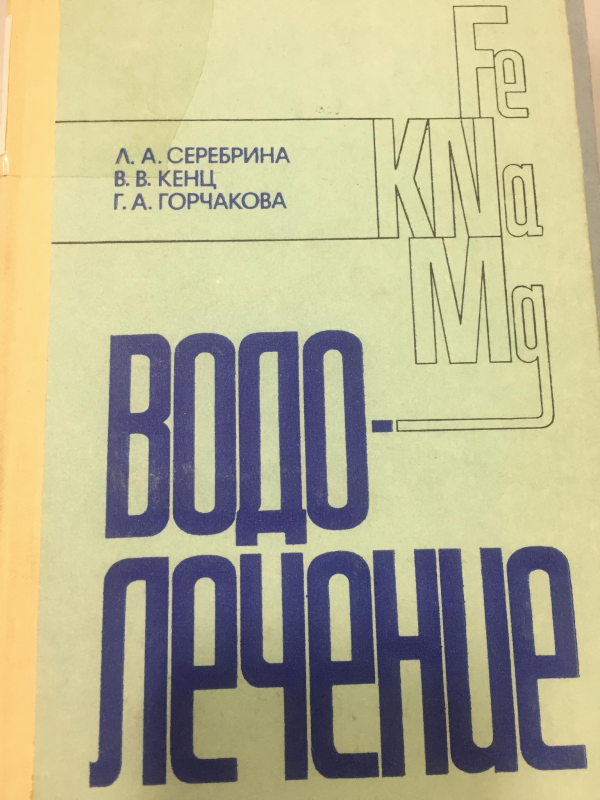 Fe
Л. А. СЕРЕБРИНА
В. В. КЕНЦ
Г. А. ГОРЧАКОВА
KNa
Mg
ВОДО-
ЛЕЧЕНИЕ